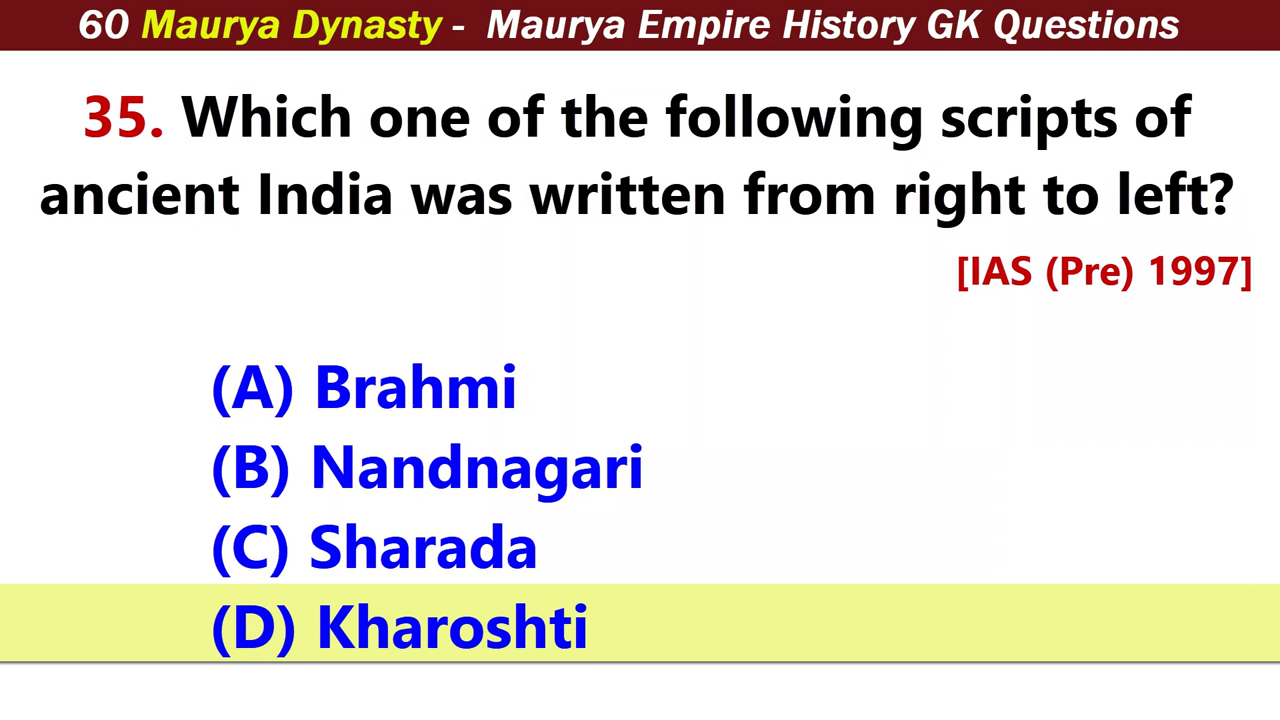 60 Maurya Dynasty - Maurya Empire History GK Questions
35. Which one of the following scripts of
ancient India was written from right to left?
[IAS (Pre) 1997]
(A) Brahmi
(B) Nandnagari
(C) Sharada
(D) Kharoshti